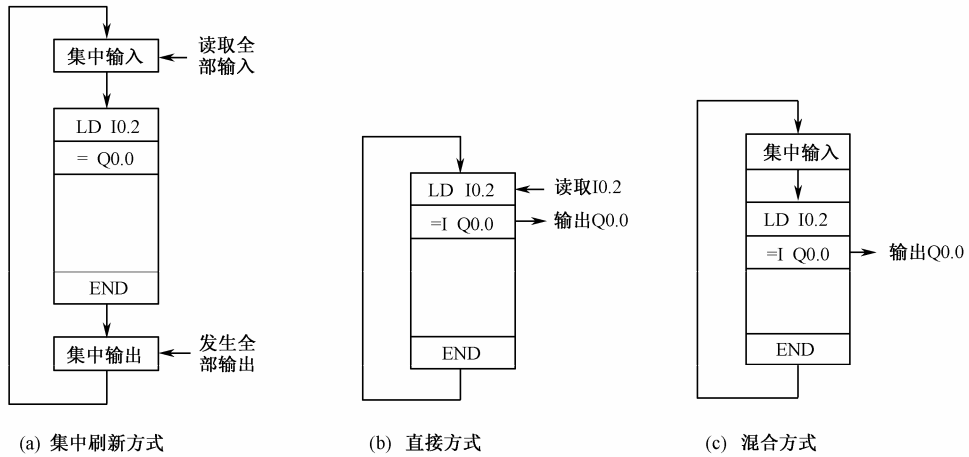 集中输入
读取全
部输入
LD I0.2
= Q0.0
END
集中输出
发生全
部输出
(a) 集中刷新方式
LD I0.2
读取I0.2
=I Q0.0
输出Q0.0
END
(b) 直接方式
集中输入
LD I0.2
=I Q0.0
输出Q0.0
END
(c) 混合方式